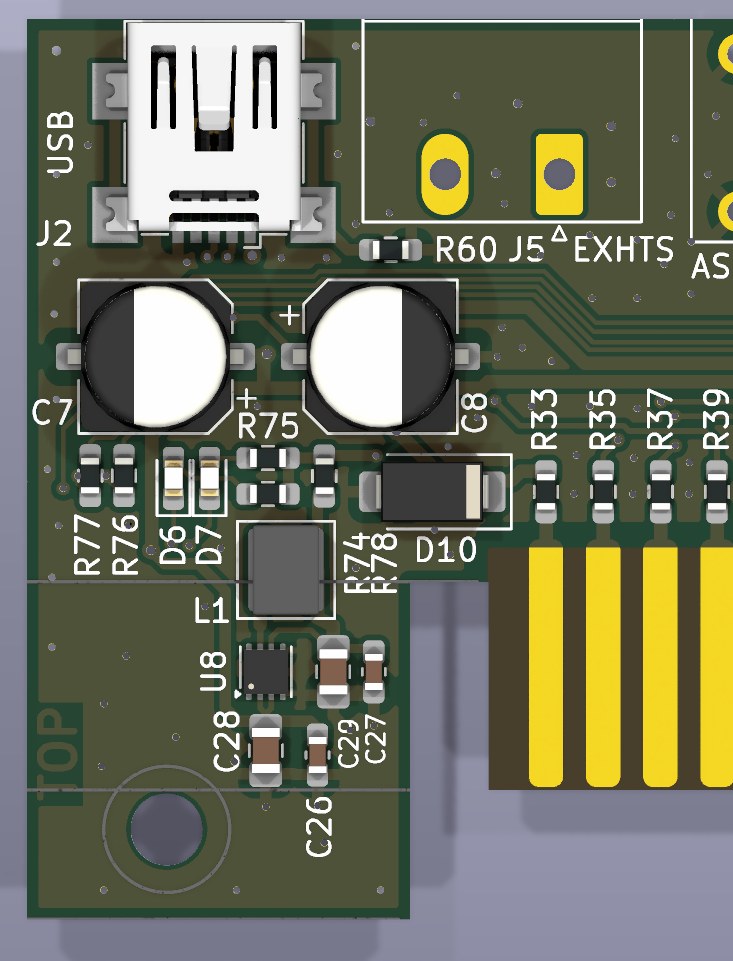 USB
J2
R60 J5 EXHTS
AS
+
C7
+
C8
R75
R33
R35
R37
R39
R77
R76
D6
D7
R74
R78
D10
L1
U8
C28
C29
C27
TOP
C26